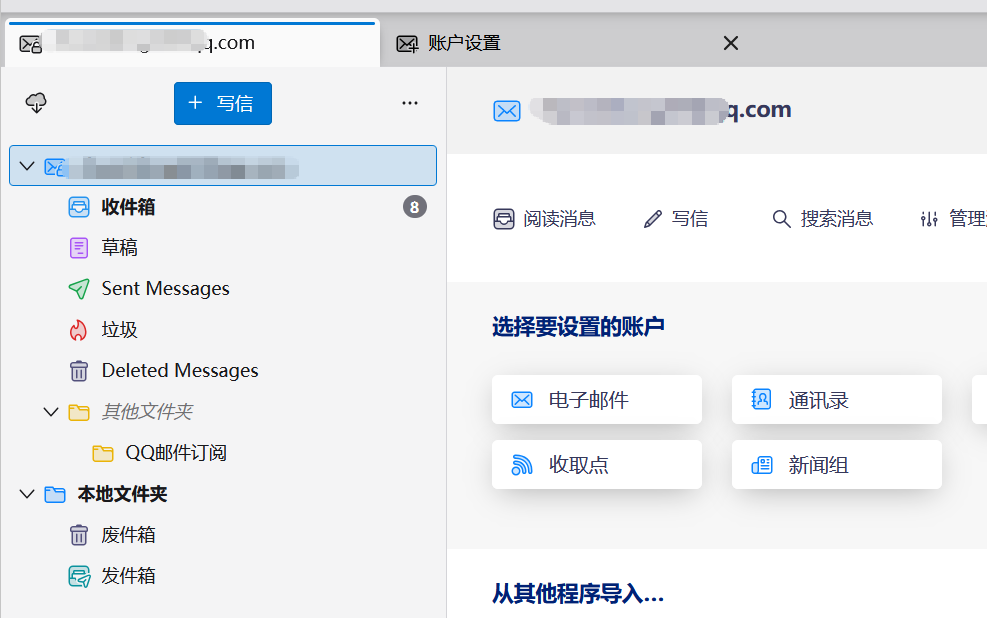 q.com
账户设置
写信
收件箱 8
草稿
Sent Messages
垃圾
Deleted Messages
其他文件夹
QQ邮件订阅
本地文件夹
废件箱
发件箱
q.com
阅读消息 写信 搜索消息 管理
选择要设置的账户
电子邮件 通讯录
收取点 新闻组
从其他程序导入...